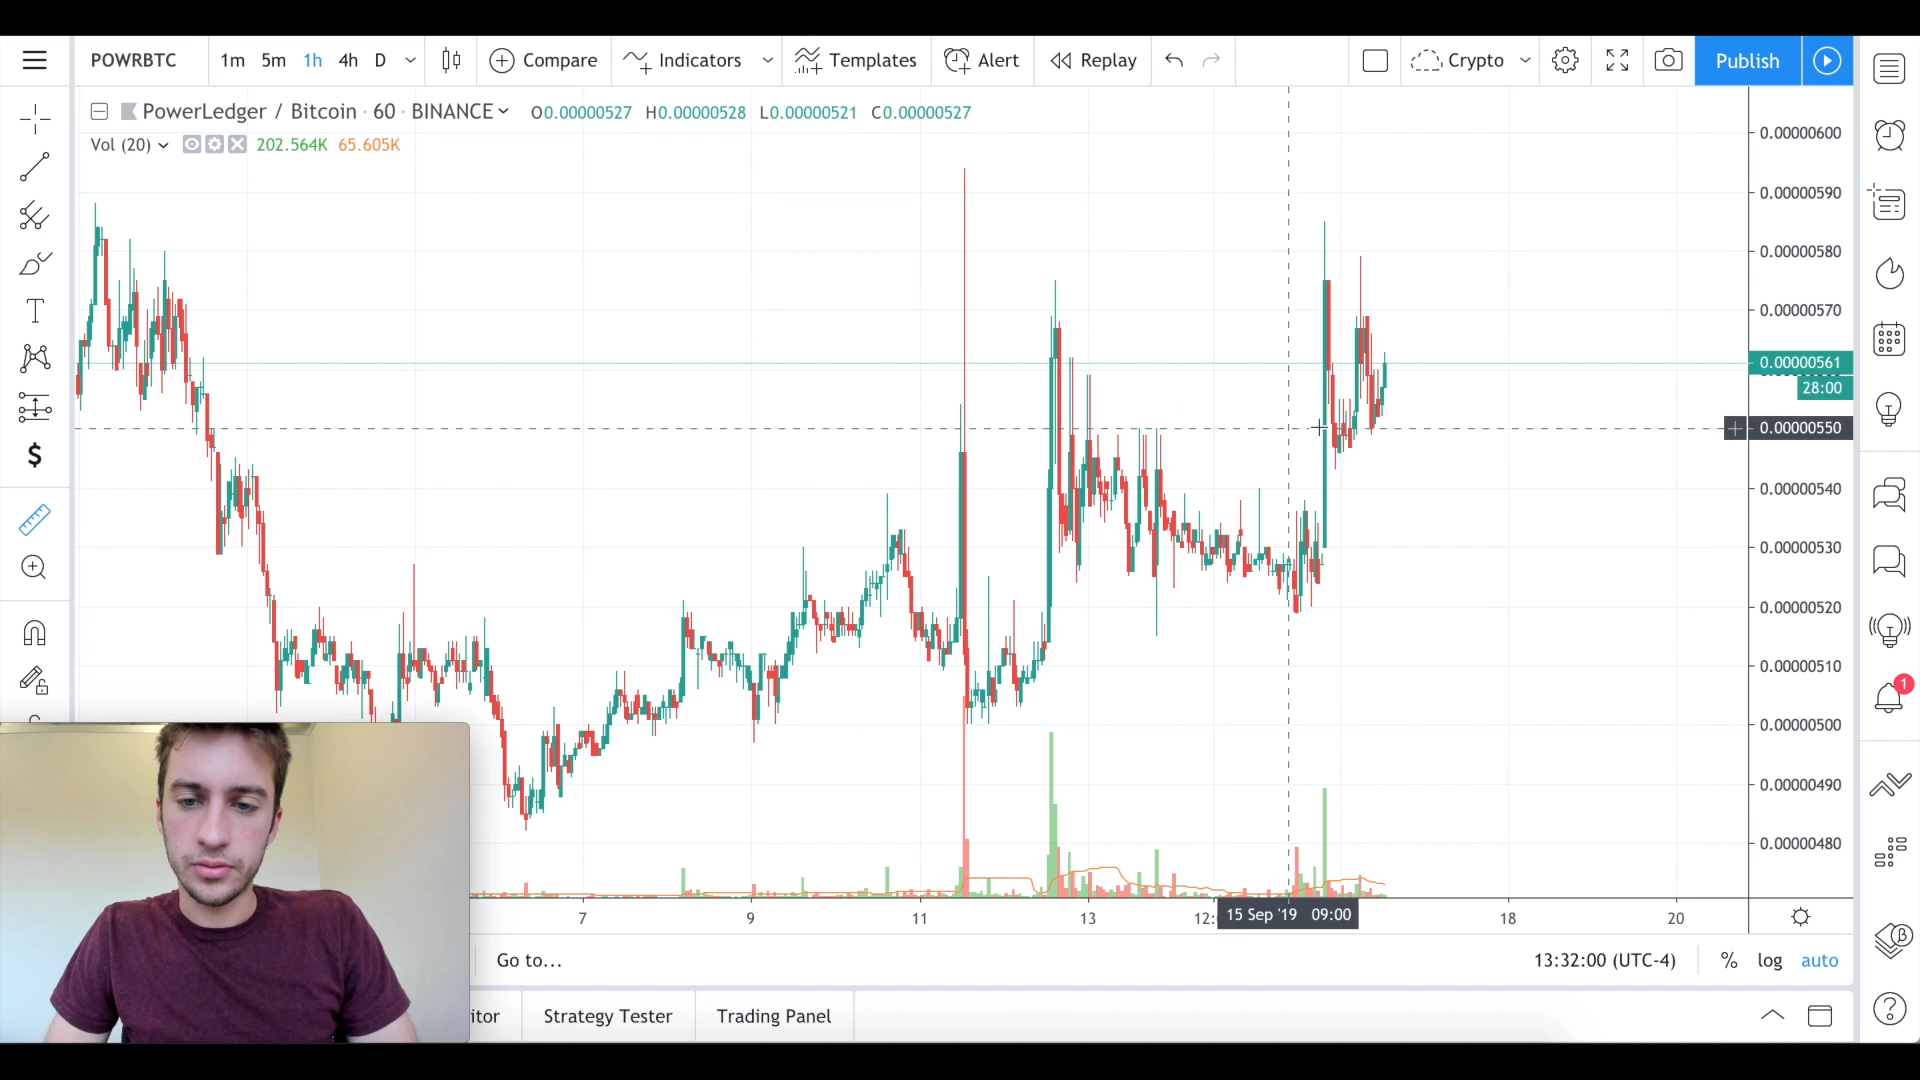 POWRBTC 1m 5m 1h 4h D Compare Indicators Templates Alert Replay Crypto Publish
PowerLedger / Bitcoin · 60 · BINANCE O0.00000527 H0.00000528 L0.00000521 C0.00000527
Vol (20) 202.564K 65.605K
0.00000600
0.00000590
0.00000580
0.00000570
0.00000561
28:00
0.00000550
0.00000540
0.00000530
0.00000520
0.00000510
1
0.00000500
0.00000490
0.00000480
7 9 11 13 12: 15 Sep '19 09:00 18 20
Go to... 13:32:00 (UTC-4) % log auto
itor Strategy Tester Trading Panel